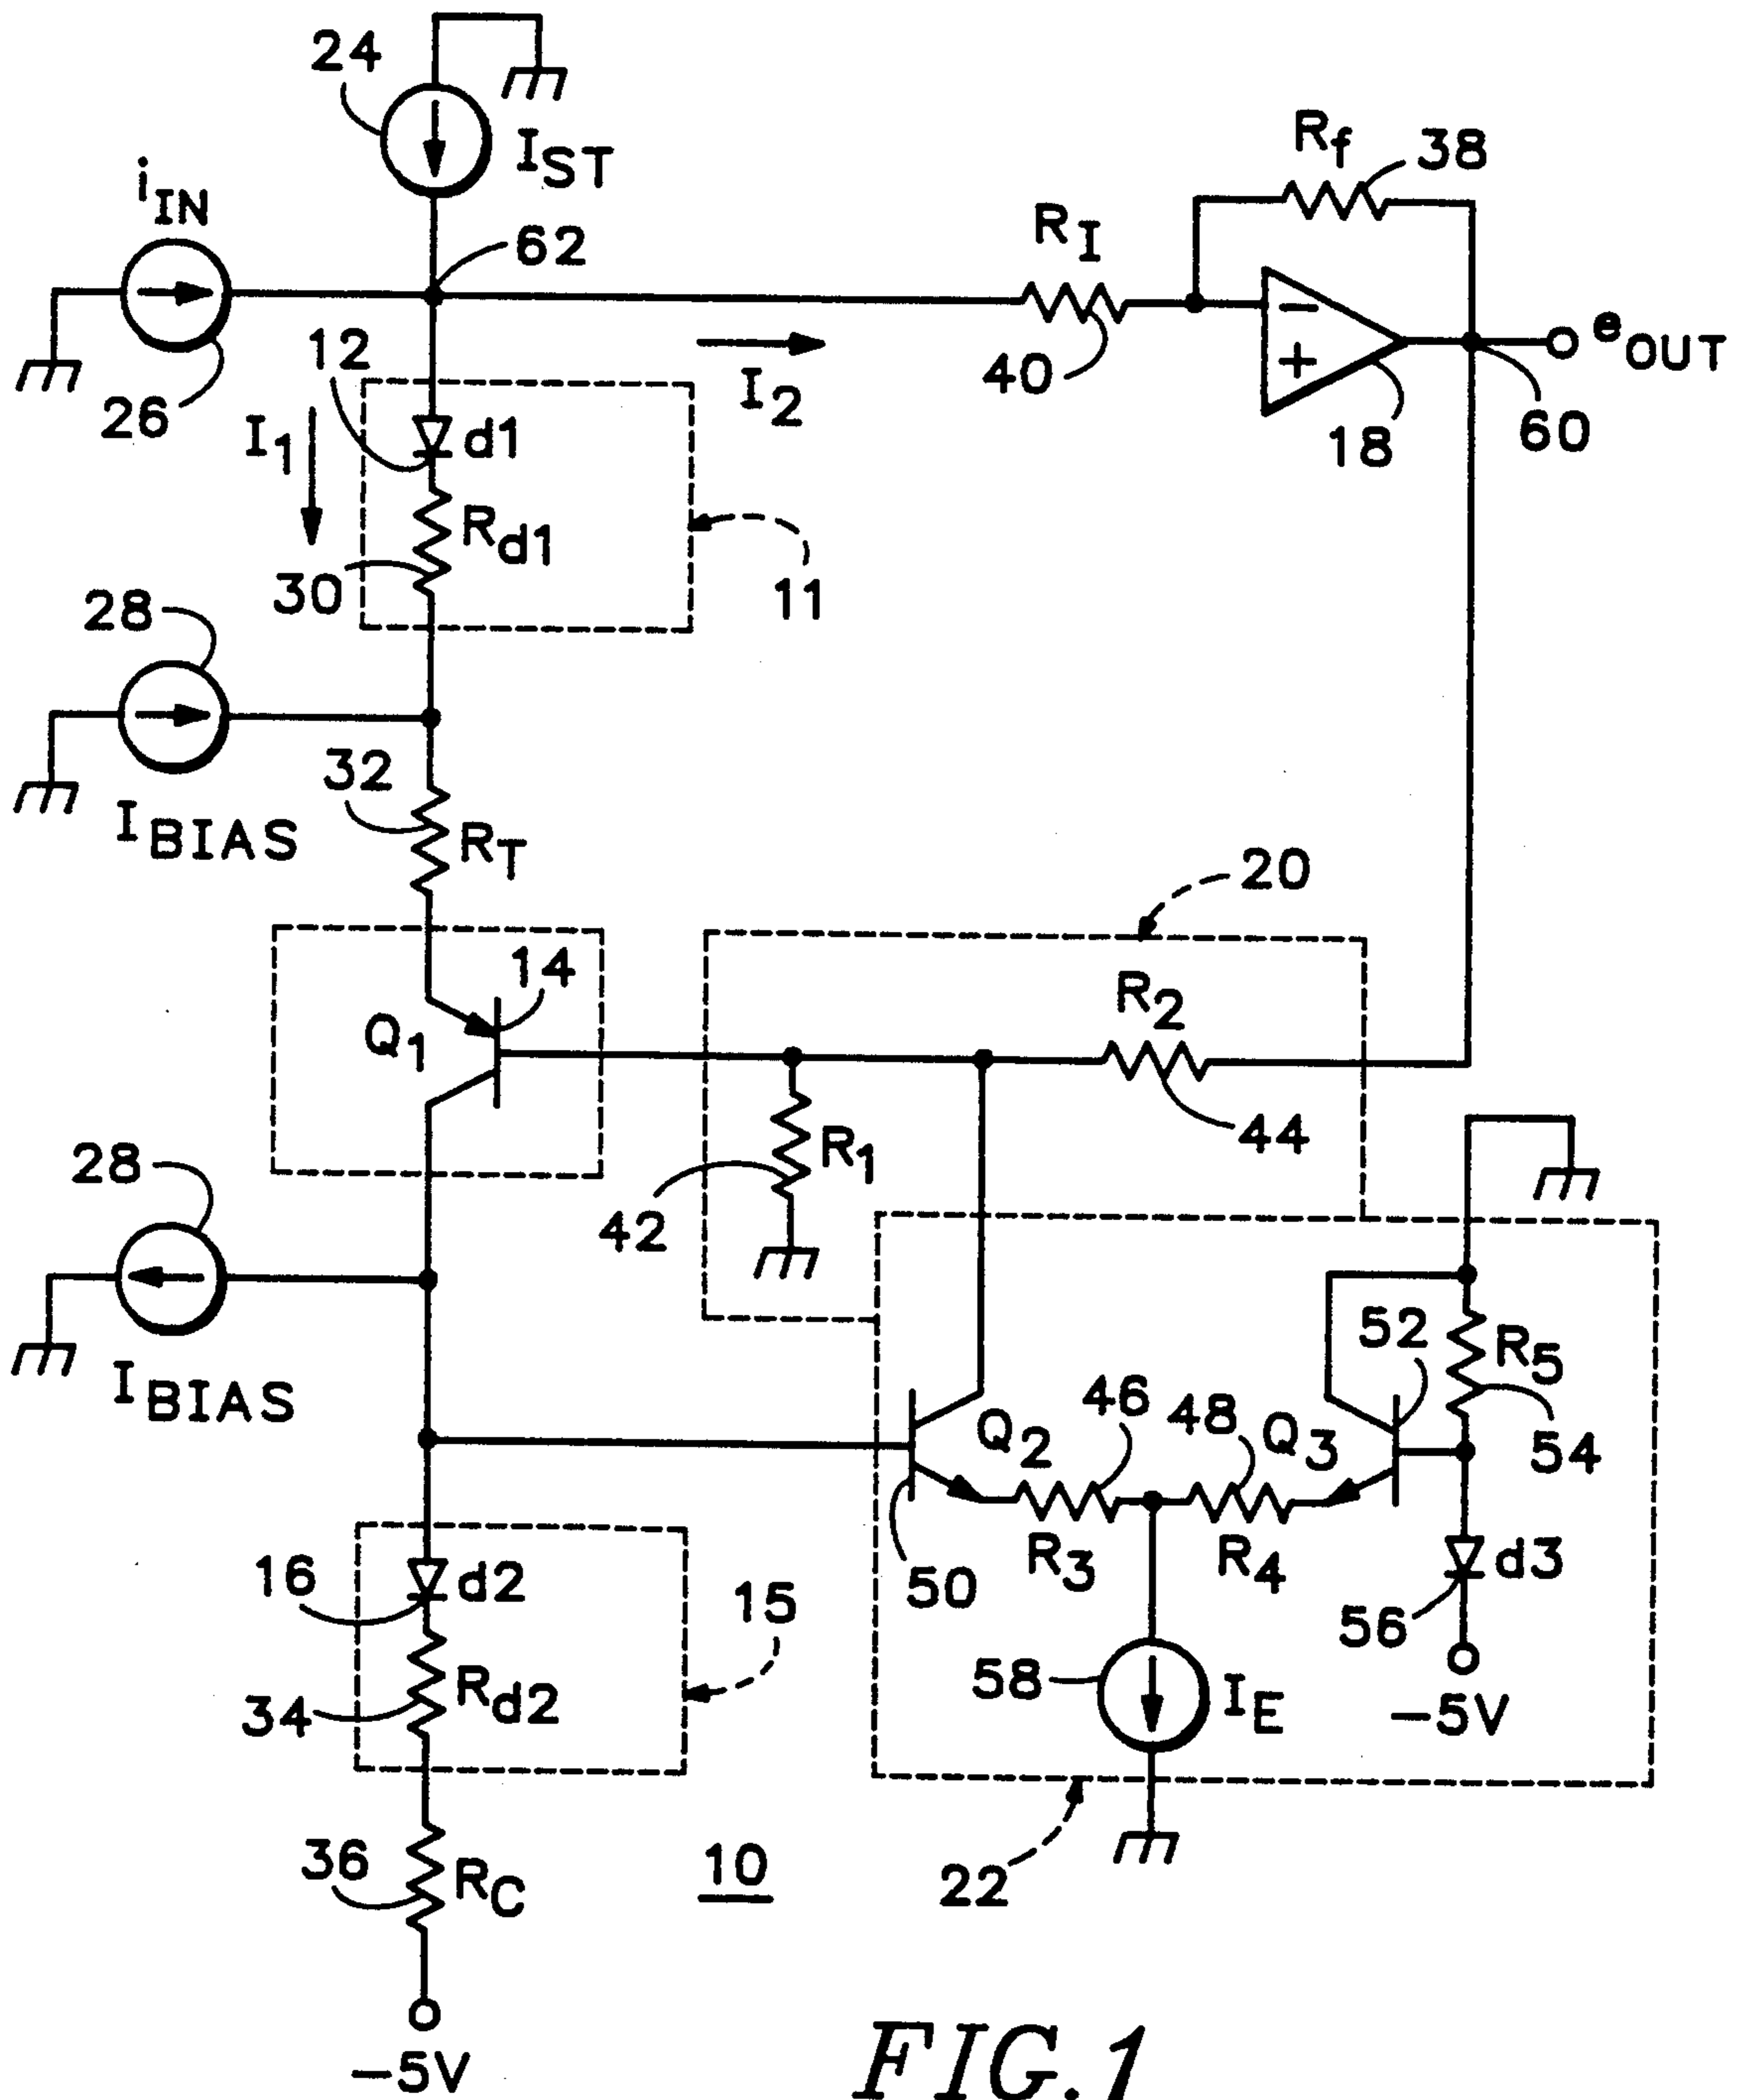 24
I_ST
i_IN
62
R_f
38
R_I
26
12
I_1
d1
I_2
40
−
+
18
60
e_OUT
R_d1
30
11
28
I_BIAS
32
R_T
20
14
Q_1
R_2
44
R_1
42
28
I_BIAS
52
R_5
54
Q_2
46
48
Q_3
50
R_3
R_4
d3
56
-5V
16
d2
15
58
I_E
34
R_d2
36
R_C
10
22
-5V
FIG.1